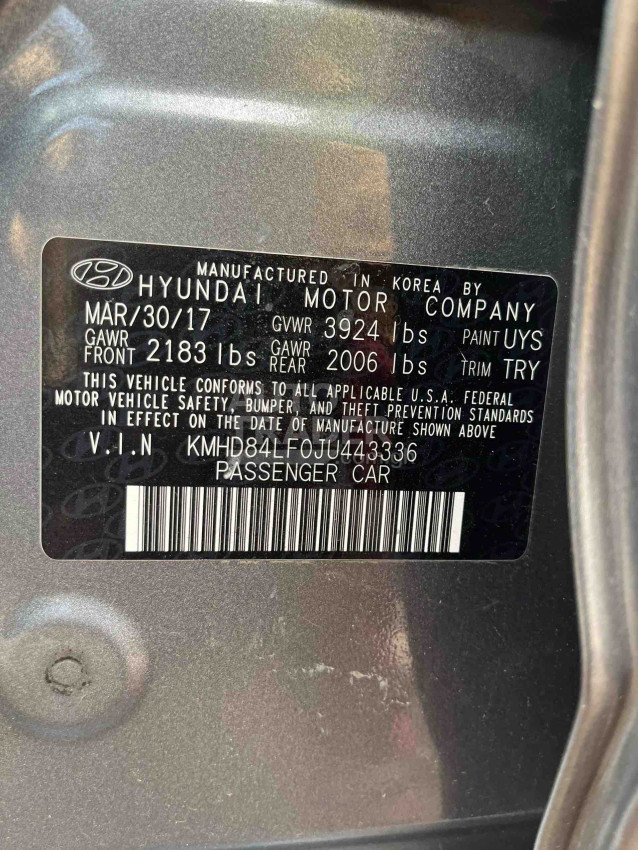 MANUFACTURED IN KOREA BY
HYUNDAI MOTOR COMPANY
MAR/30/17 GVWR 3924 lbs PAINT UYS
GAWR FRONT 2183 lbs GAWR REAR 2006 lbs TRIM TRY
THIS VEHICLE CONFORMS TO ALL APPLICABLE U.S.A. FEDERAL
MOTOR VEHICLE SAFETY, BUMPER, AND THEFT PREVENTION STANDARDS
IN EFFECT ON THE DATE OF MANUFACTURE SHOWN ABOVE
V.I.N KMHD84LF0JU443336
PASSENGER CAR